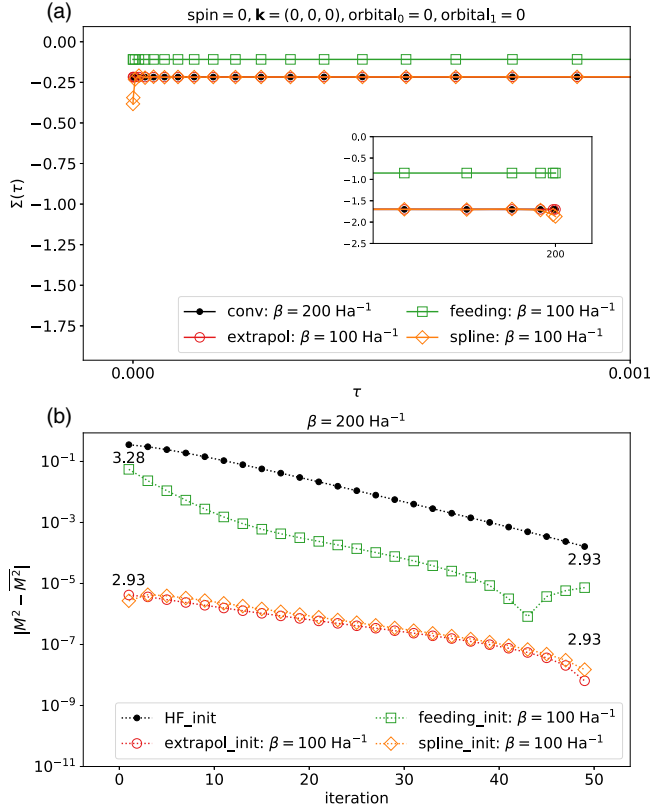 (a)
spin = 0, k = (0, 0, 0), orbital₀ = 0, orbital₁ = 0
0.00
−0.25
−0.50
−0.75
−1.00
−1.25
−1.50
−1.75
Σ(τ)
0.0
−0.5
−1.0
−1.5
−2.0
−2.5
200
conv: β = 200 Ha⁻¹
extrapol: β = 100 Ha⁻¹
feeding: β = 100 Ha⁻¹
spline: β = 100 Ha⁻¹
0.000
0.001
τ
(b)
β = 200 Ha⁻¹
10⁻¹
10⁻³
10⁻⁵
10⁻⁷
10⁻⁹
10⁻¹¹
|M² − \overline{M²}|
3.28
2.93
2.93
2.93
HF_init
extrapol_init: β = 100 Ha⁻¹
feeding_init: β = 100 Ha⁻¹
spline_init: β = 100 Ha⁻¹
0
10
20
30
40
50
iteration